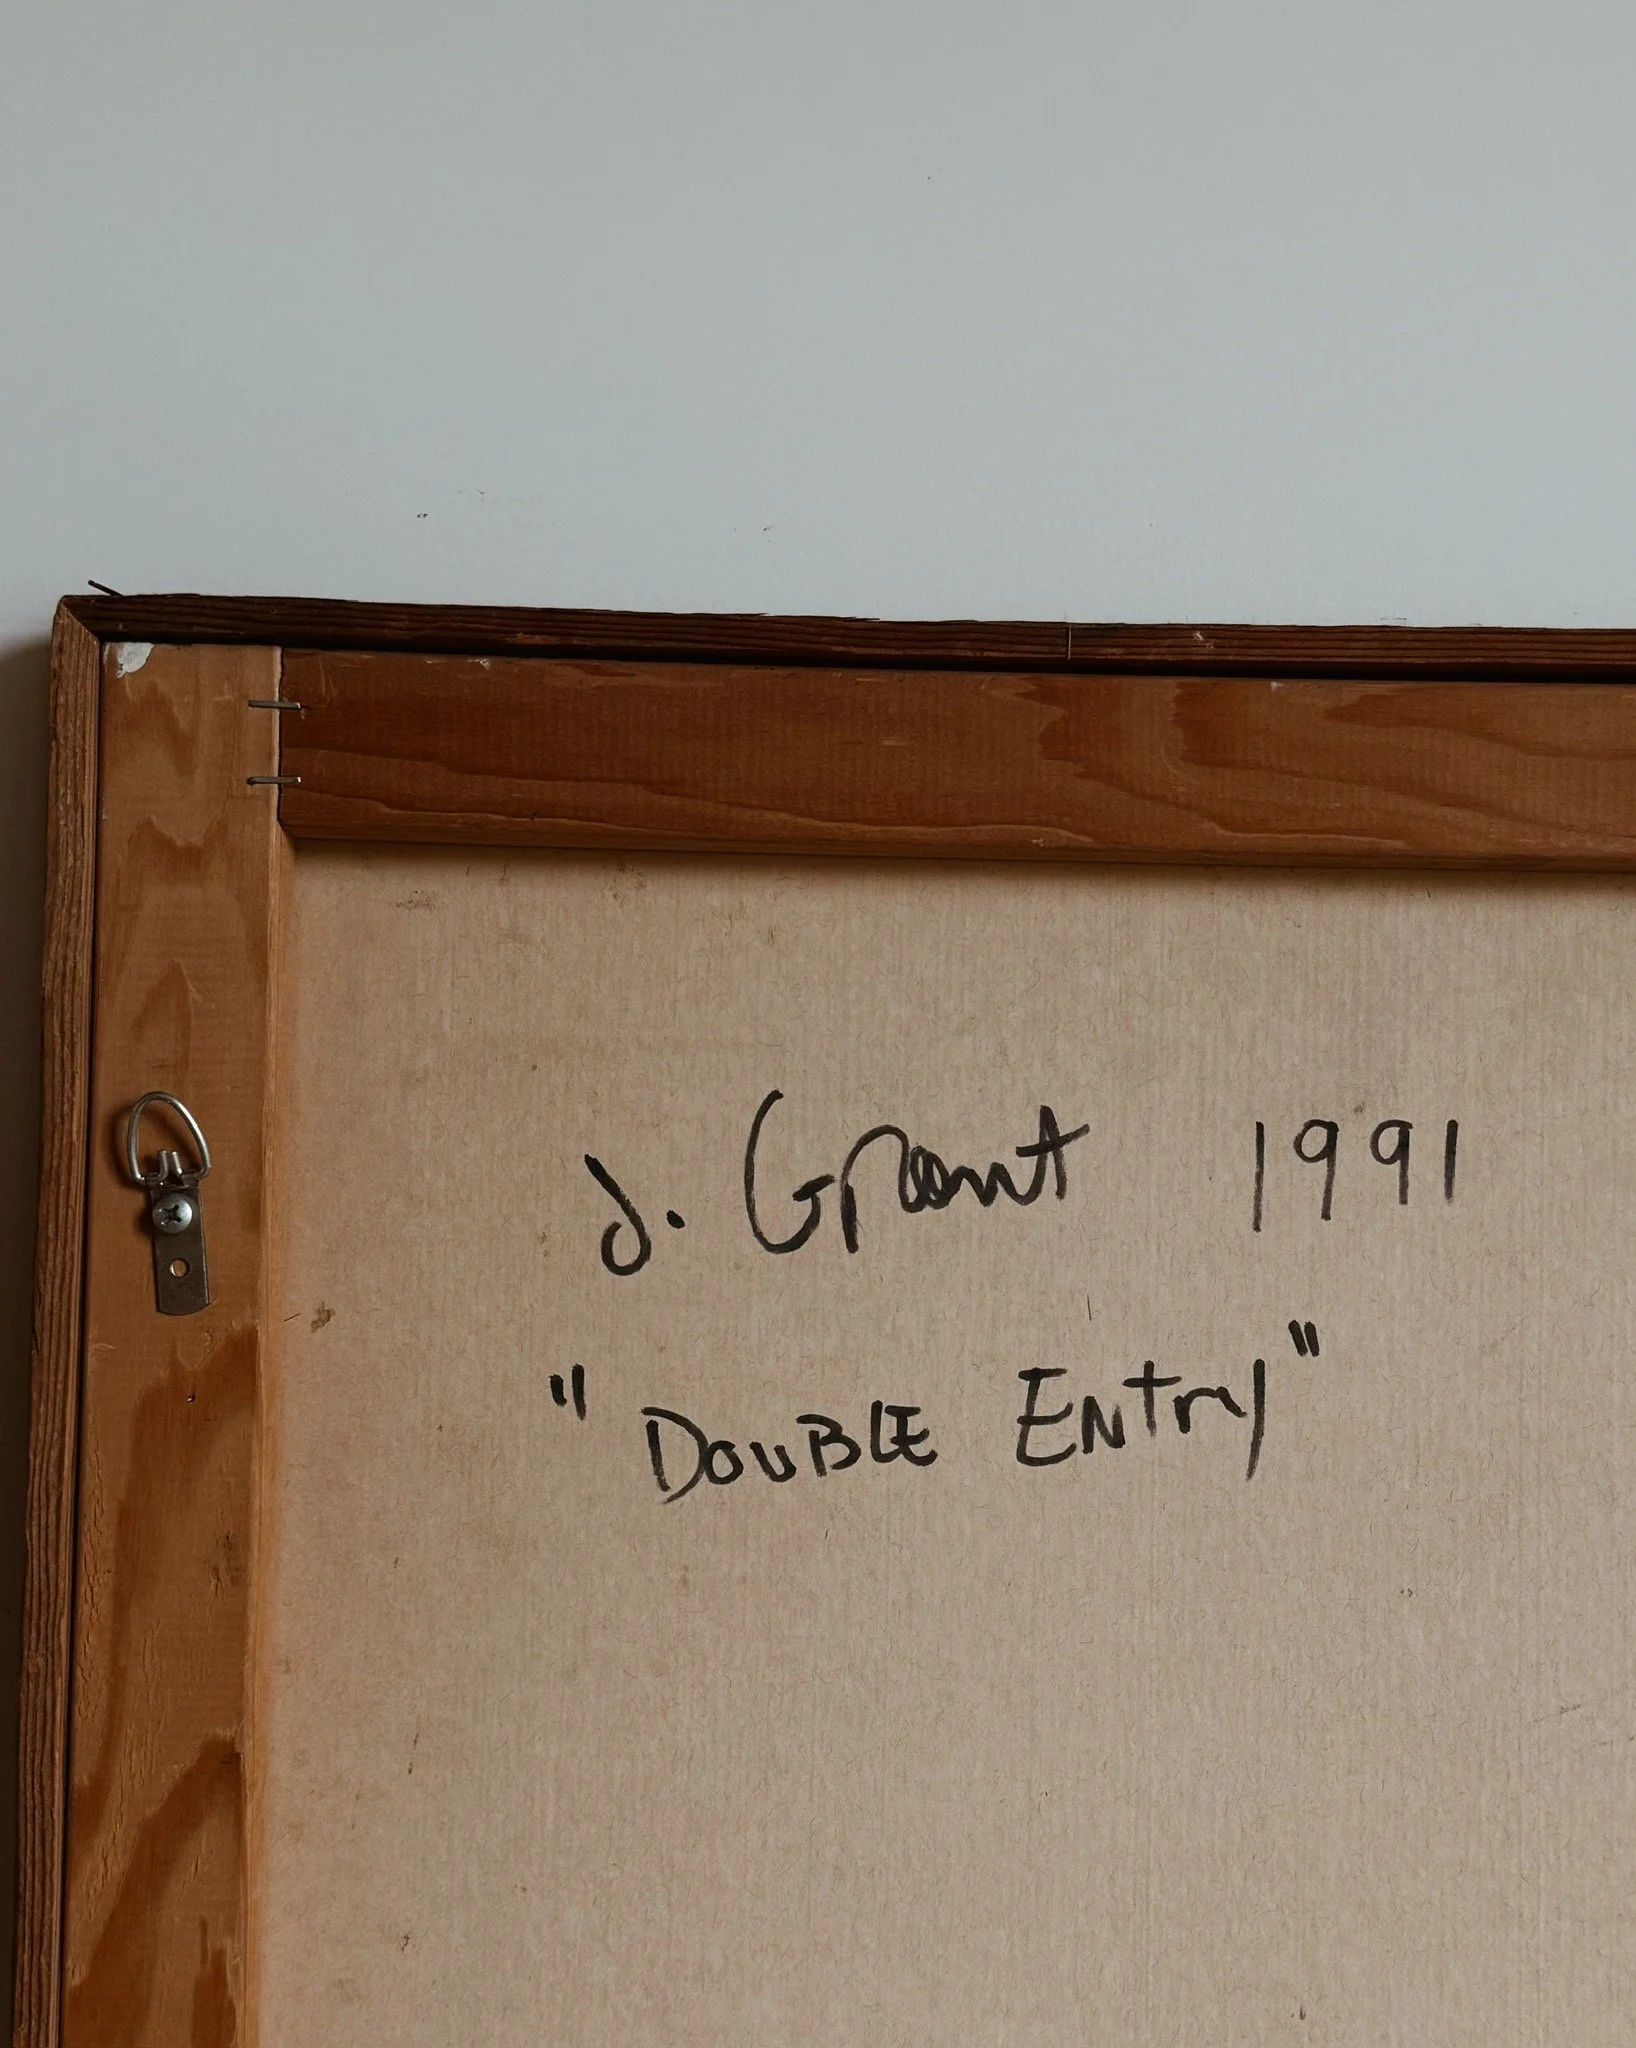 J. Grant 1991
"DOUBLE ENtry"